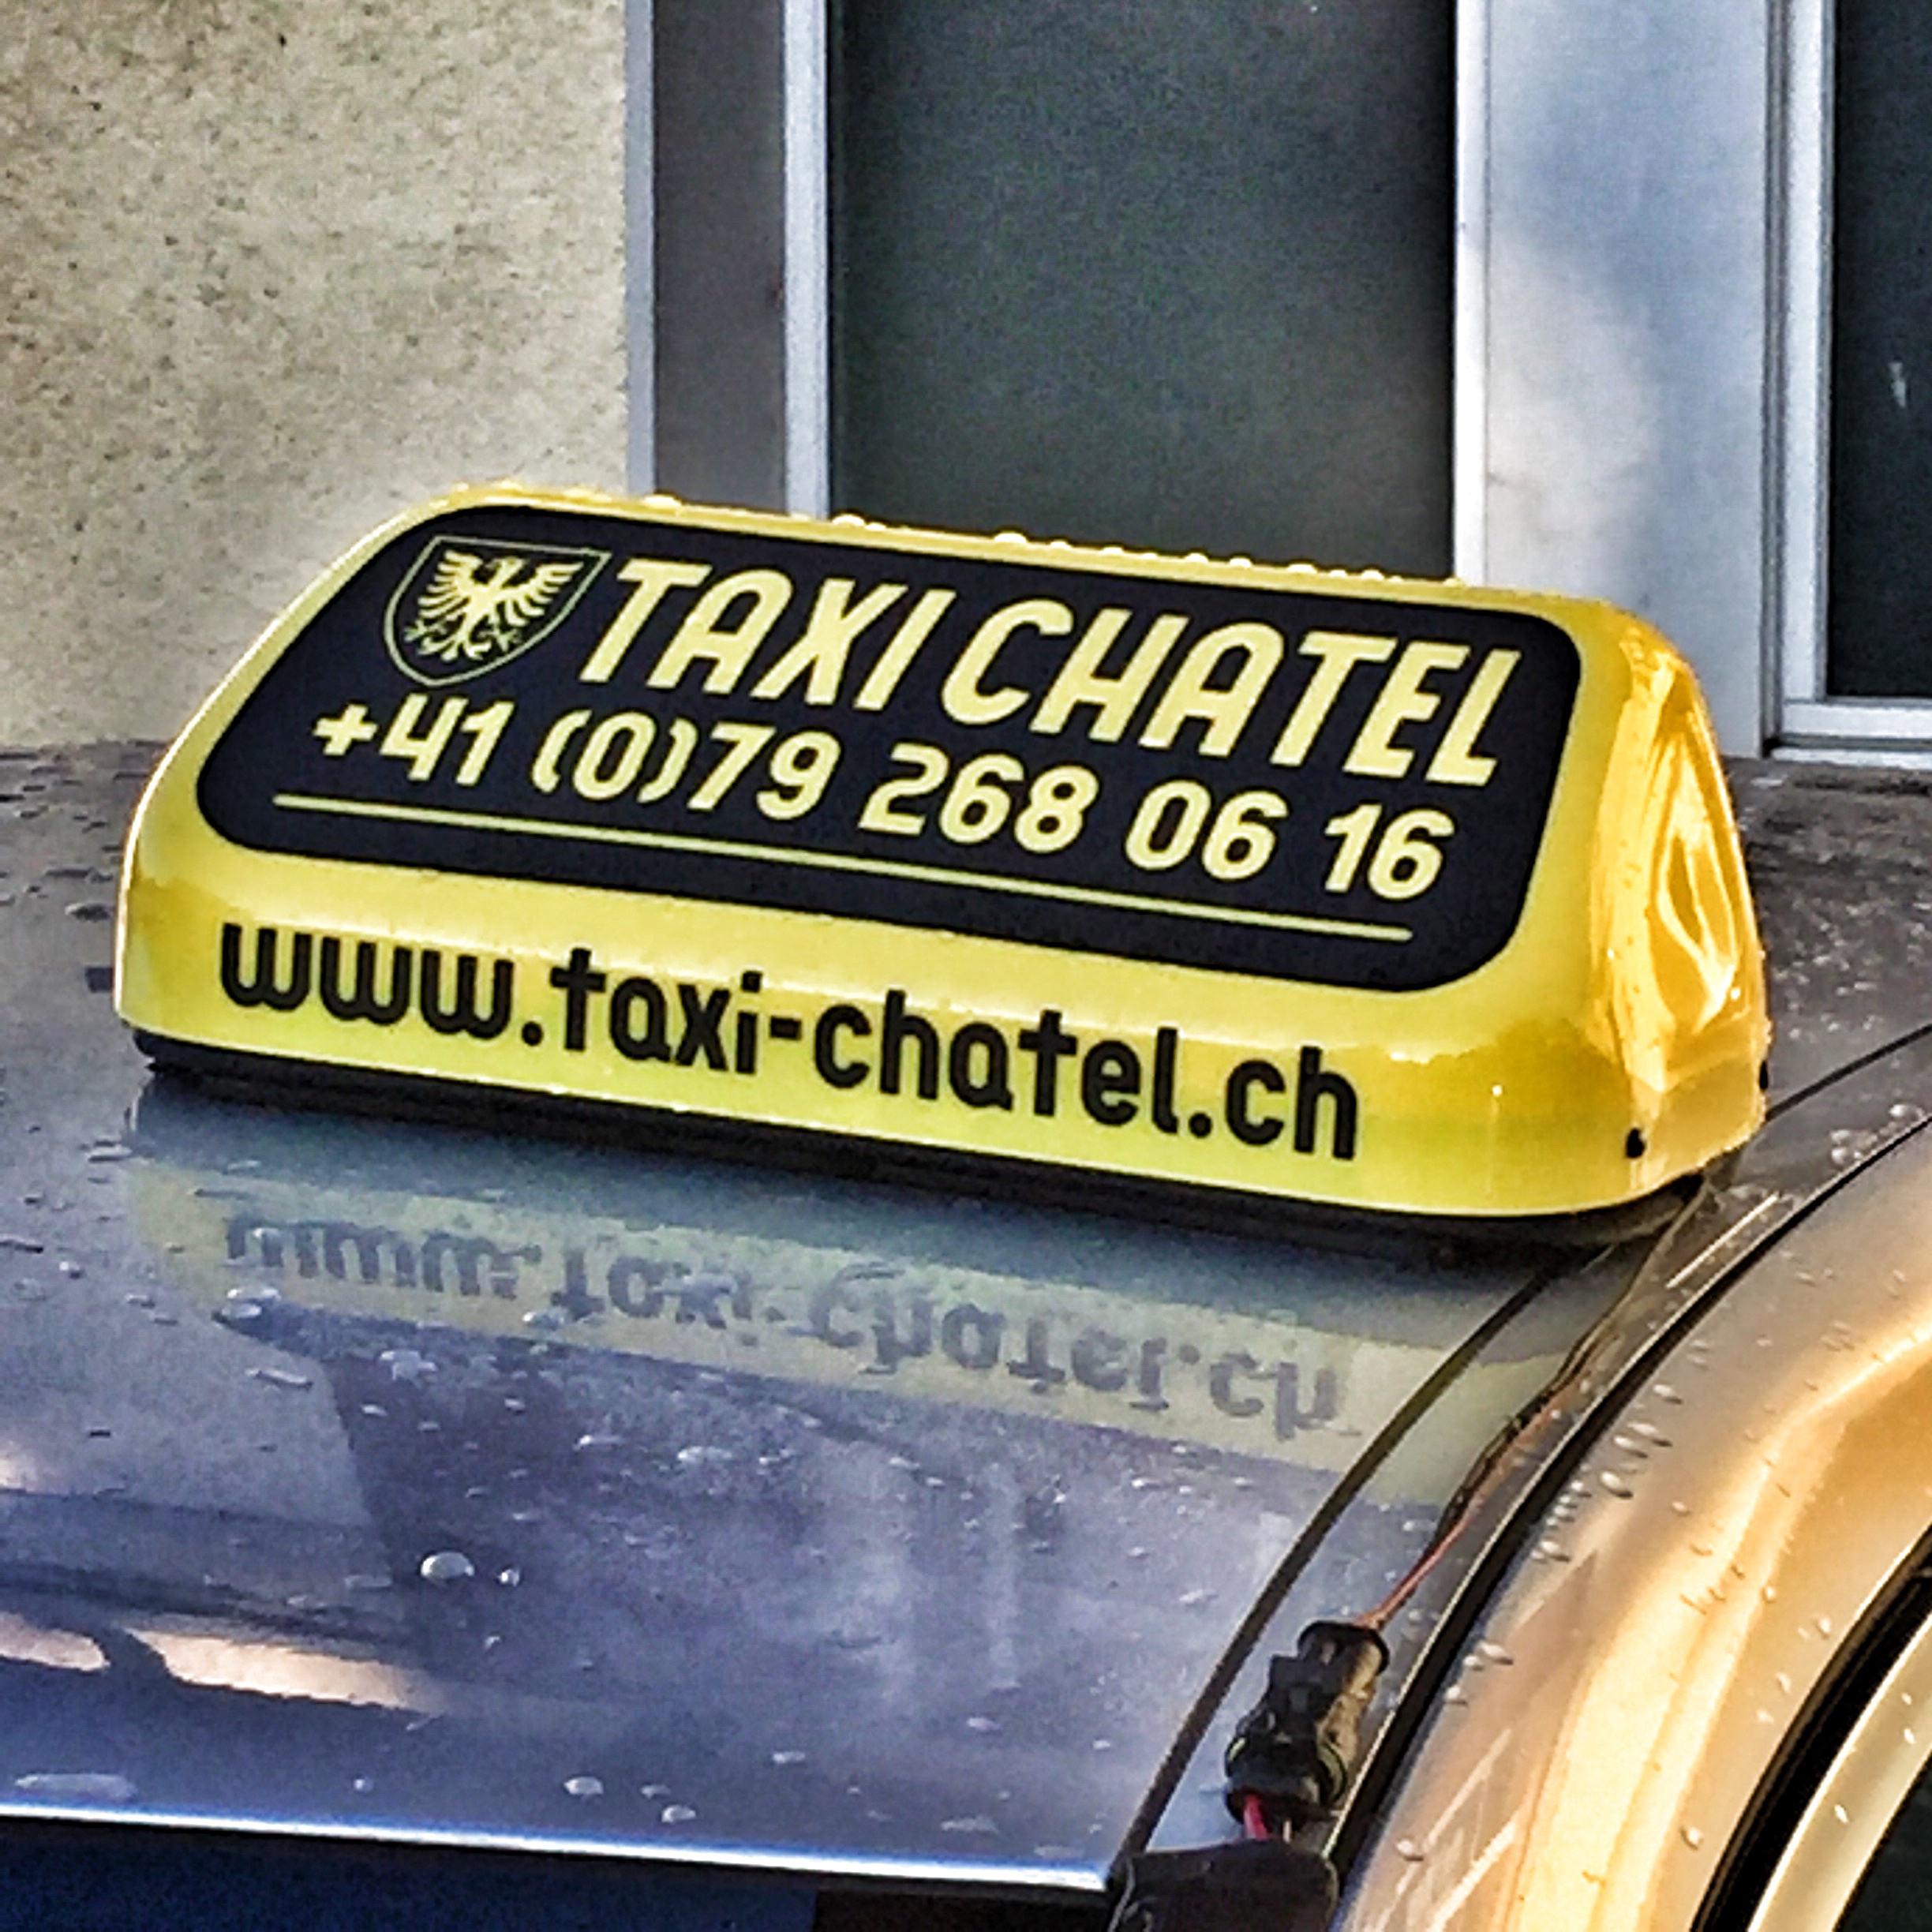 TAXI CHATEL
+41 (0)79 268 06 16
www.taxi-chatel.ch